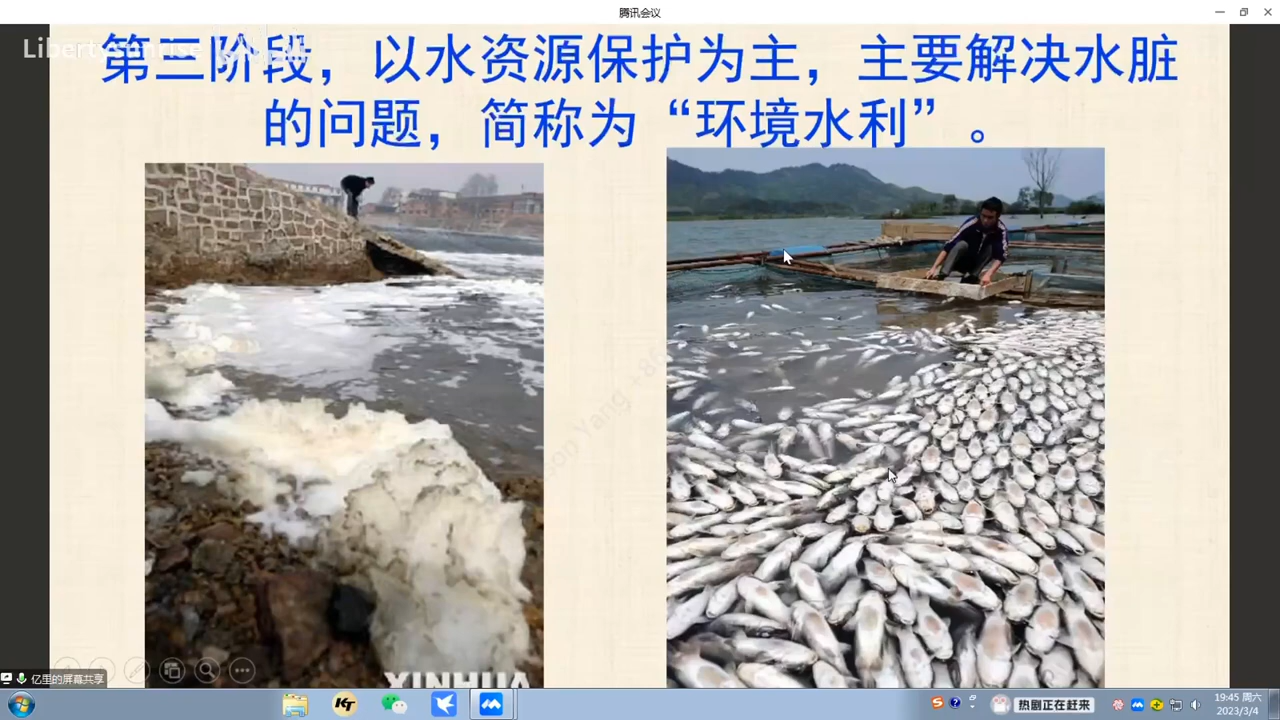 腾讯会议
Libertysunrise
第三阶段，以水资源保护为主，主要解决水脏
的问题，简称为“环境水利”。
XINHUA
亿里的屏幕共享
KT
热剧正在赶来
19:45 周六
2023/3/4